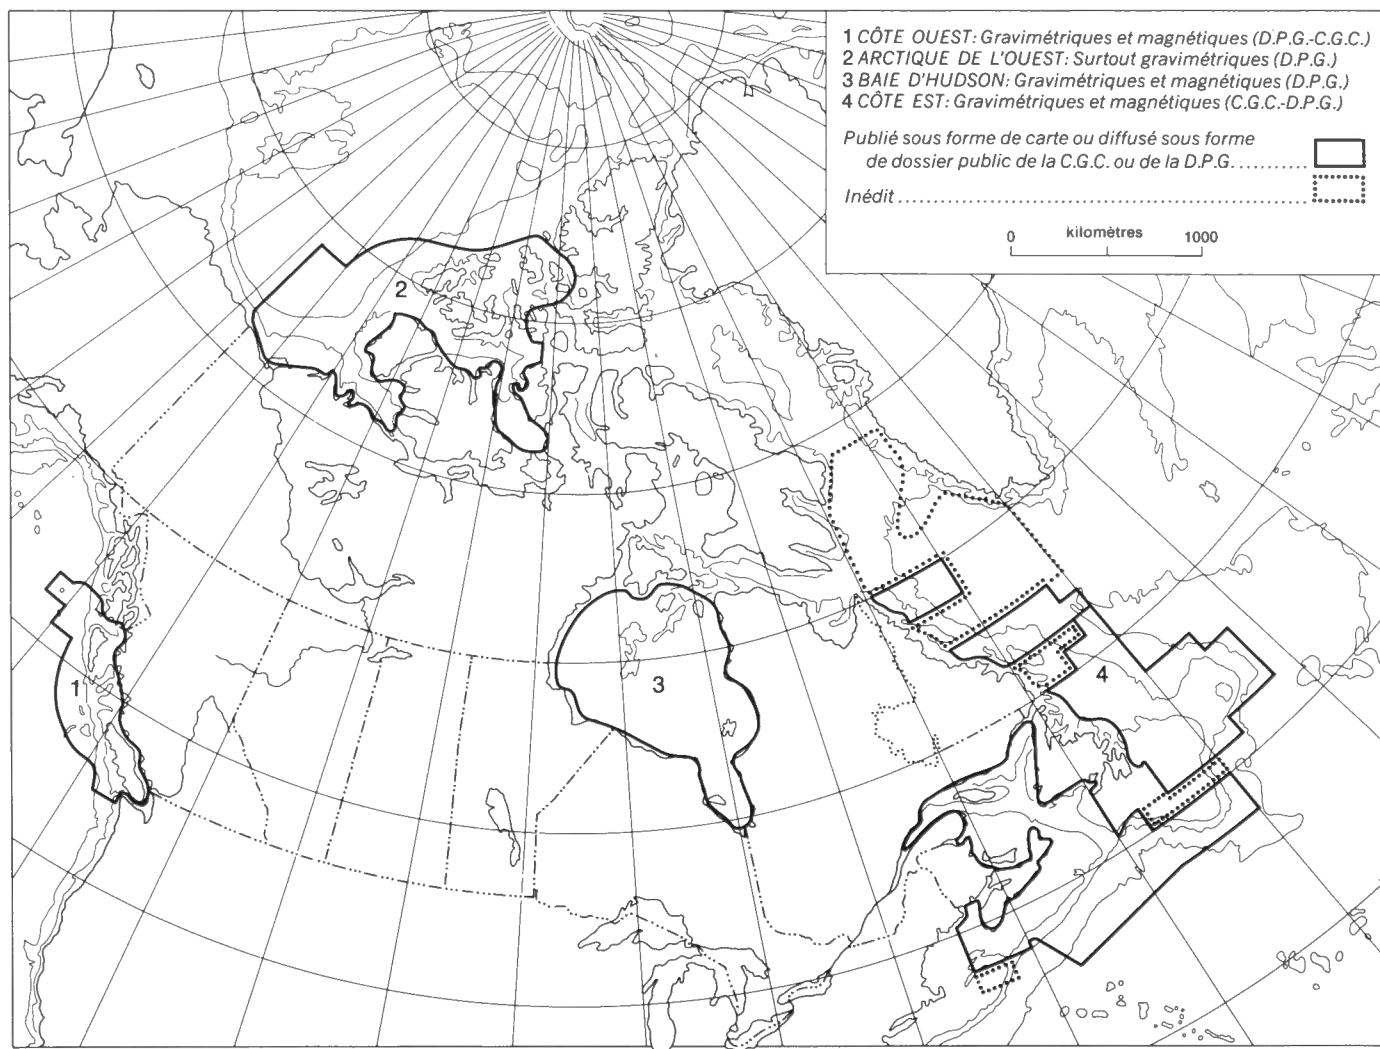 1 CÔTE OUEST: Gravimétriques et magnétiques (D.P.G.-C.G.C.)
2 ARCTIQUE DE L'OUEST: Surtout gravimétriques (D.P.G.)
3 BAIE D'HUDSON: Gravimétriques et magnétiques (D.P.G.)
4 CÔTE EST: Gravimétriques et magnétiques (C.G.C.-D.P.G.)
Publié sous forme de carte ou diffusé sous forme
de dossier public de la C.G.C. ou de la D.P.G. ..........
Inédit ......................................................
kilomètres
0 1000
2
1
3
4